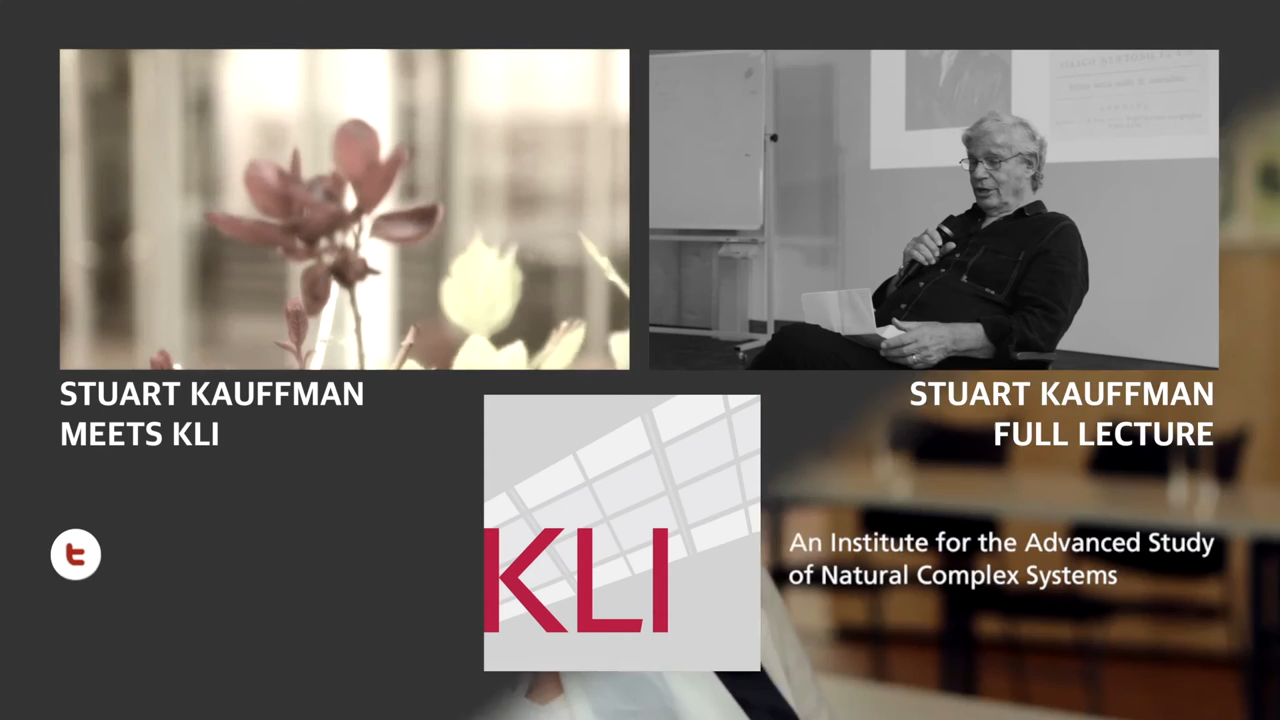 STUART KAUFFMAN
MEETS KLI
STUART KAUFFMAN
FULL LECTURE
KLI
An Institute for the Advanced Study
of Natural Complex Systems
t